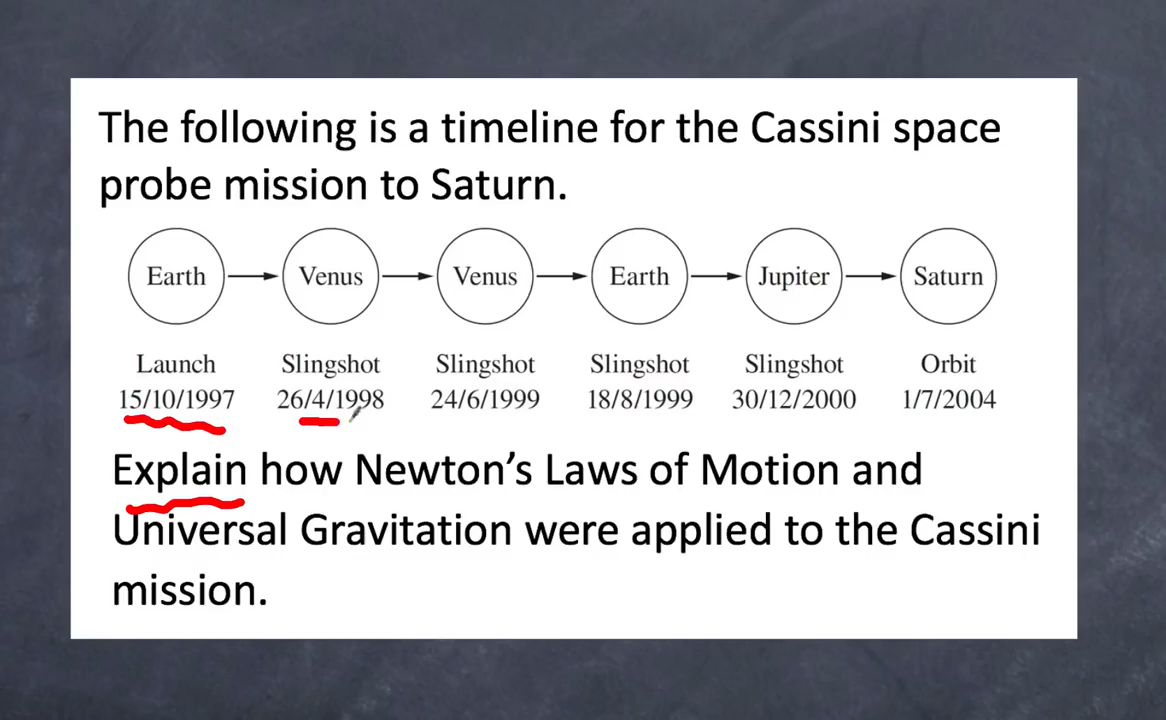 The following is a timeline for the Cassini space
probe mission to Saturn.
Earth Venus Venus Earth Jupiter Saturn
Launch Slingshot Slingshot Slingshot Slingshot Orbit
15/10/1997 26/4/1998 24/6/1999 18/8/1999 30/12/2000 1/7/2004
Explain how Newton’s Laws of Motion and
Universal Gravitation were applied to the Cassini
mission.